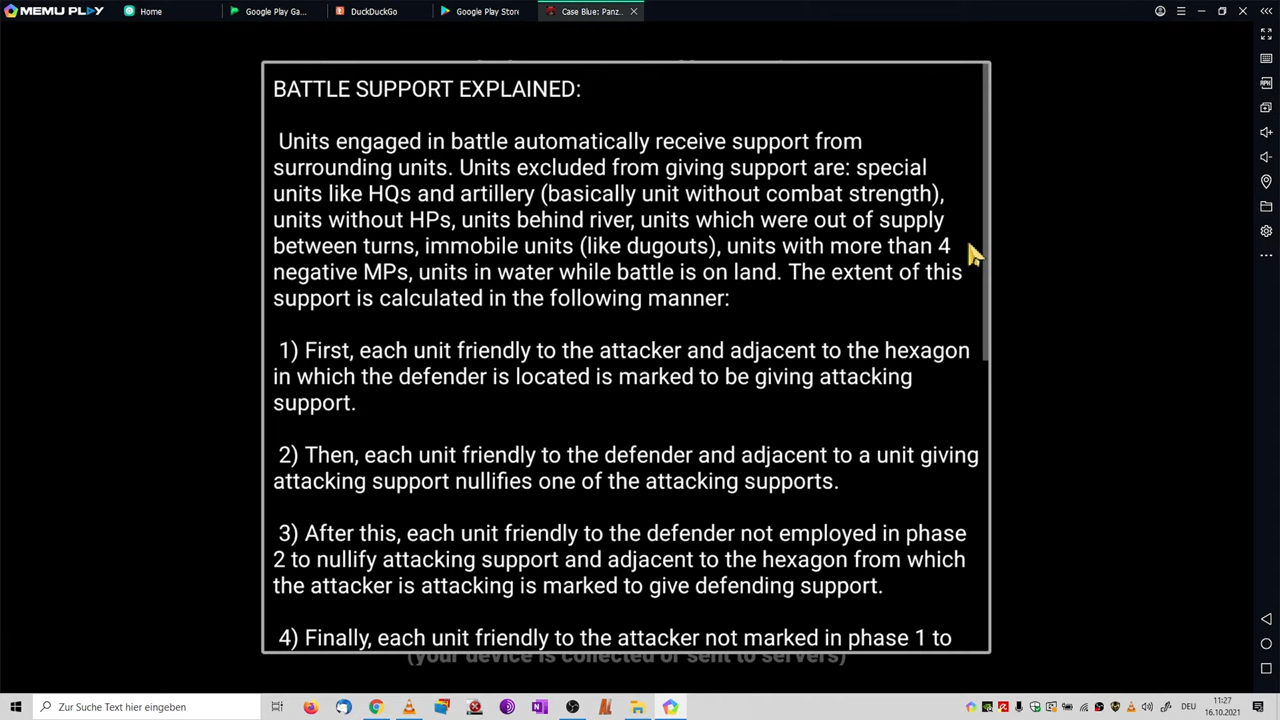 MEMU PLAY
Home
Google Play Ga...
DuckDuckGo
Google Play Store
Case Blue: Panz...
BATTLE SUPPORT EXPLAINED:
Units engaged in battle automatically receive support from
surrounding units. Units excluded from giving support are: special
units like HQs and artillery (basically unit without combat strength),
units without HPs, units behind river, units which were out of supply
between turns, immobile units (like dugouts), units with more than 4
negative MPs, units in water while battle is on land. The extent of this
support is calculated in the following manner:
1) First, each unit friendly to the attacker and adjacent to the hexagon
in which the defender is located is marked to be giving attacking
support.
2) Then, each unit friendly to the defender and adjacent to a unit giving
attacking support nullifies one of the attacking supports.
3) After this, each unit friendly to the defender not employed in phase
2 to nullify attacking support and adjacent to the hexagon from which
the attacker is attacking is marked to give defending support.
4) Finally, each unit friendly to the attacker not marked in phase 1 to
(your device is collected or sent to servers)
Zur Suche Text hier eingeben
DEU
11:27
16.10.2021